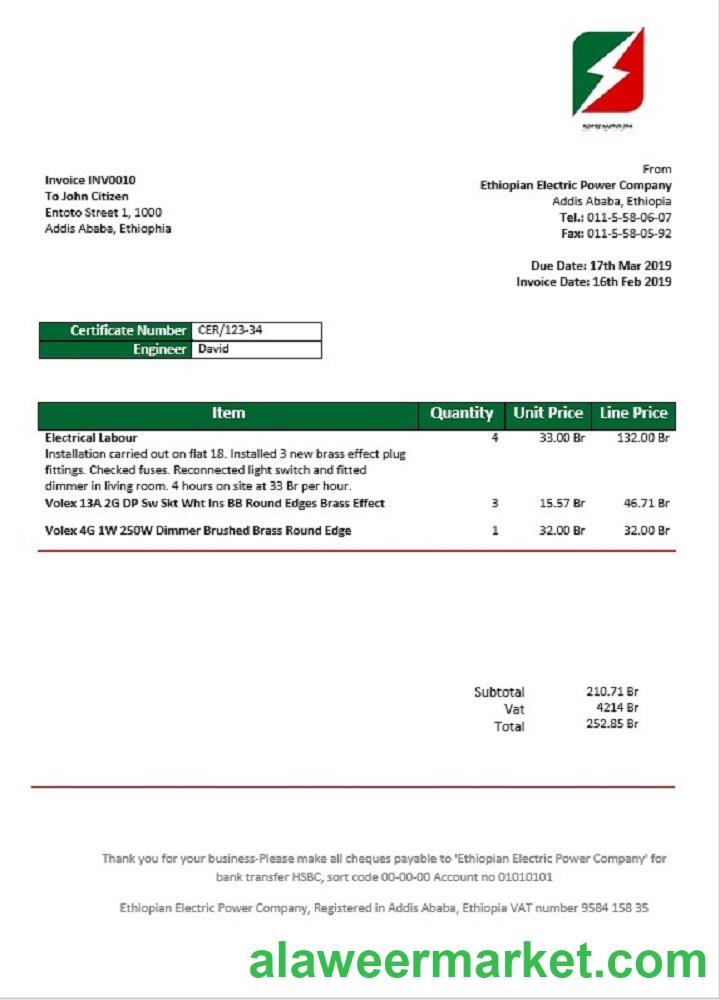 Invoice INV0010
To John Citizen
Entoto Street 1, 1000
Addis Ababa, Ethiophia
From
Ethiopian Electric Power Company
Addis Ababa, Ethiopia
Tel.: 011-5-58-06-07
Fax: 011-5-58-05-92
Due Date: 17th Mar 2019
Invoice Date: 16th Feb 2019
Certificate Number CER/123-34
Engineer David
Item Quantity Unit Price Line Price
Electrical Labour 4 33.00 Br 132.00 Br
Installation carried out on flat 18. Installed 3 new brass effect plug
fittings. Checked fuses. Reconnected light switch and fitted
dimmer in living room. 4 hours on site at 33 Br per hour.
Volex 13A 2G DP Sw Skt Wht Ins BB Round Edges Brass Effect 3 15.57 Br 46.71 Br
Volex 4G 1W 250W Dimmer Brushed Brass Round Edge 1 32.00 Br 32.00 Br
Subtotal 210.71 Br
Vat 4214 Br
Total 252.85 Br
Thank you for your business-Please make all cheques payable to 'Ethiopian Electric Power Company' for
bank transfer HSBC, sort code 00-00-00 Account no 01010101
Ethiopian Electric Power Company, Registered in Addis Ababa, Ethiopia VAT number 9584 158 35
alaweermarket.com